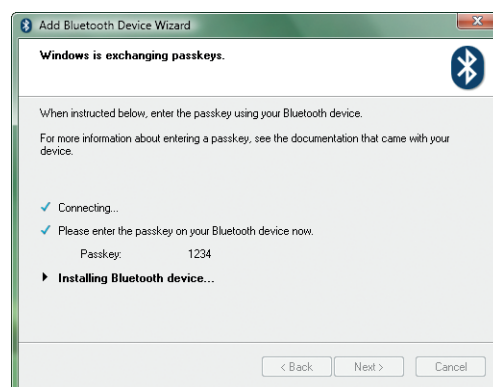 Add Bluetooth Device Wizard
Windows is exchanging passkeys.
When instructed below, enter the passkey using your Bluetooth device.
For more information about entering a passkey, see the documentation that came with your
device.
Connecting...
Please enter the passkey on your Bluetooth device now.
Passkey: 1234
Installing Bluetooth device...
< Back Next > Cancel